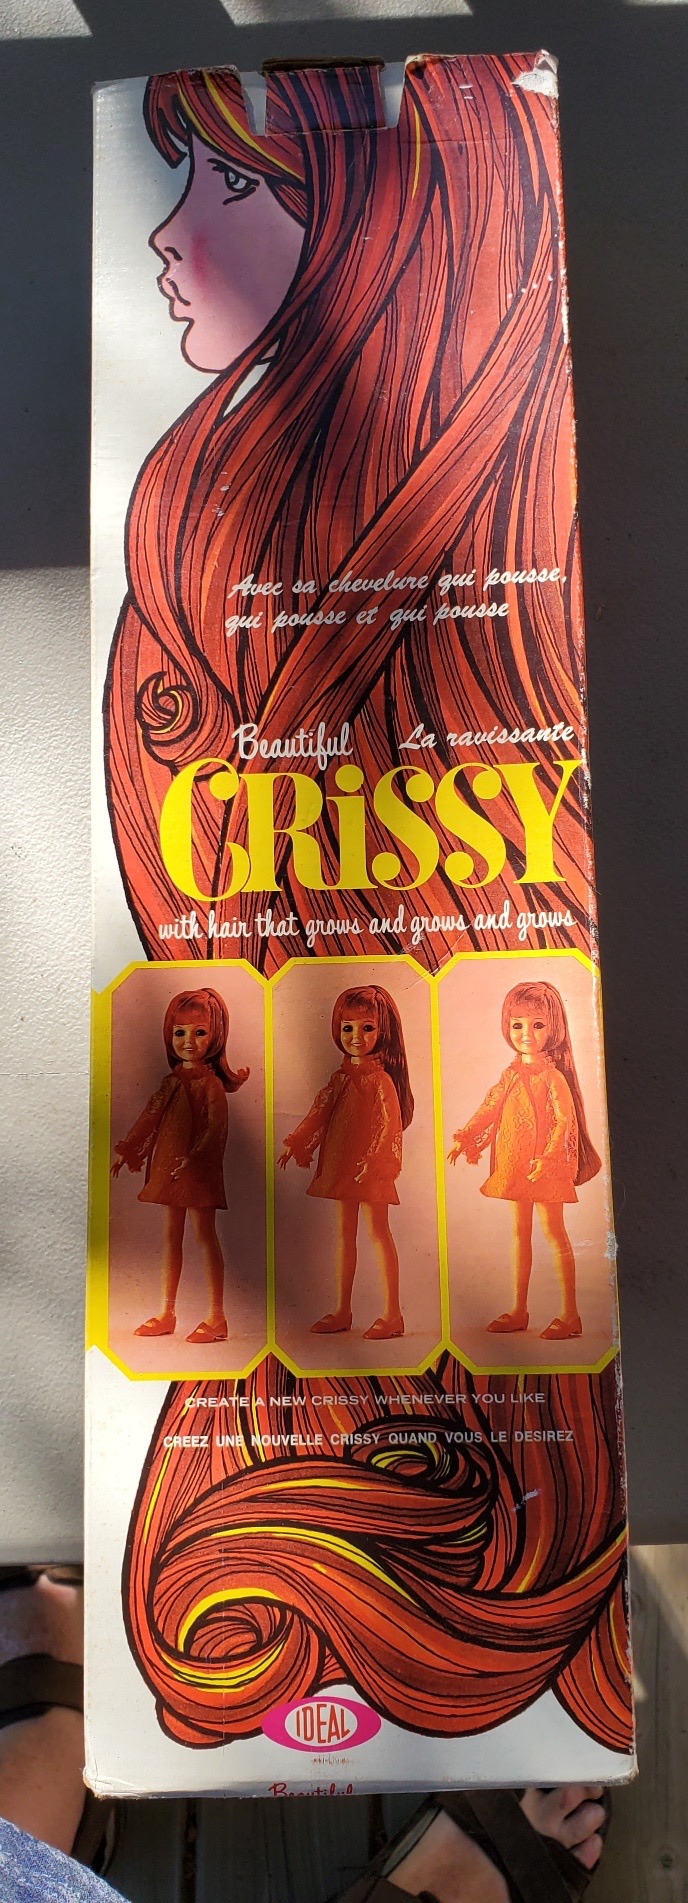 Avec sa chevelure qui pousse,
qui pousse et qui pousse
Beautiful La ravissante
CRiSSY
with hair that grows and grows and grows
CREATE A NEW CRISSY WHENEVER YOU LIKE
CREEZ UNE NOUVELLE CRISSY QUAND VOUS LE DESIREZ
IDEAL
Beautiful